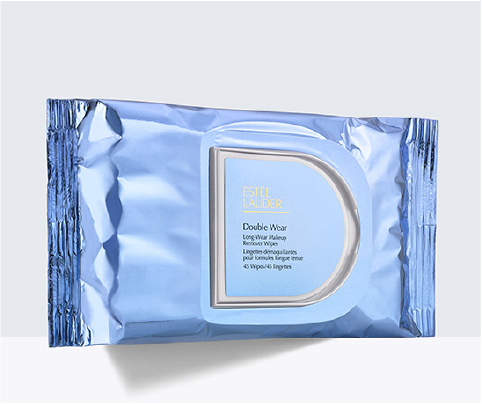 ESTĒE
LAUDER
Double Wear
Long-Wear Makeup
Remover Wipes
Lingettes démaquillantes
pour formules longue tenue
45 Wipes/45 lingettes